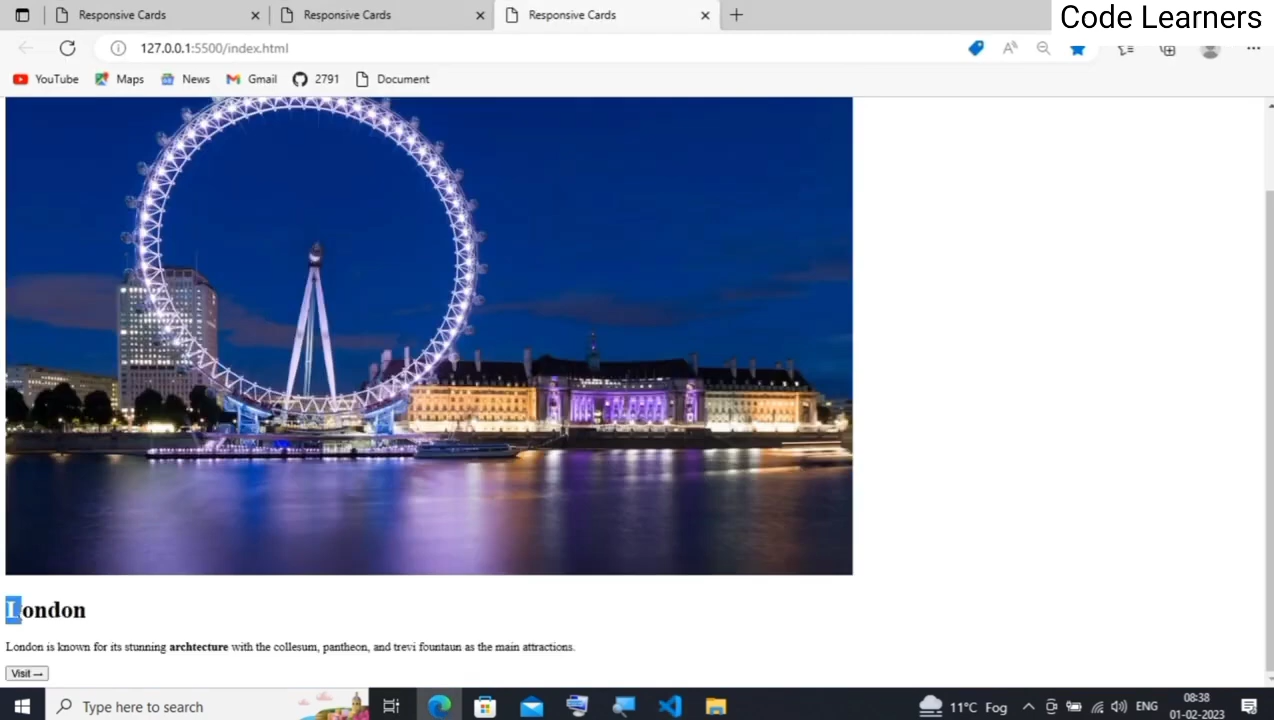 Responsive Cards
Responsive Cards
Responsive Cards
Code Learners
127.0.0.1:5500/index.html
YouTube
Maps
News
Gmail
2791
Document
London
London is known for its stunning archtecture with the collesum, pantheon, and trevi fountaun as the main attractions.
Visit →
Type here to search
11°C Fog
ENG
08:38
01-02-2023